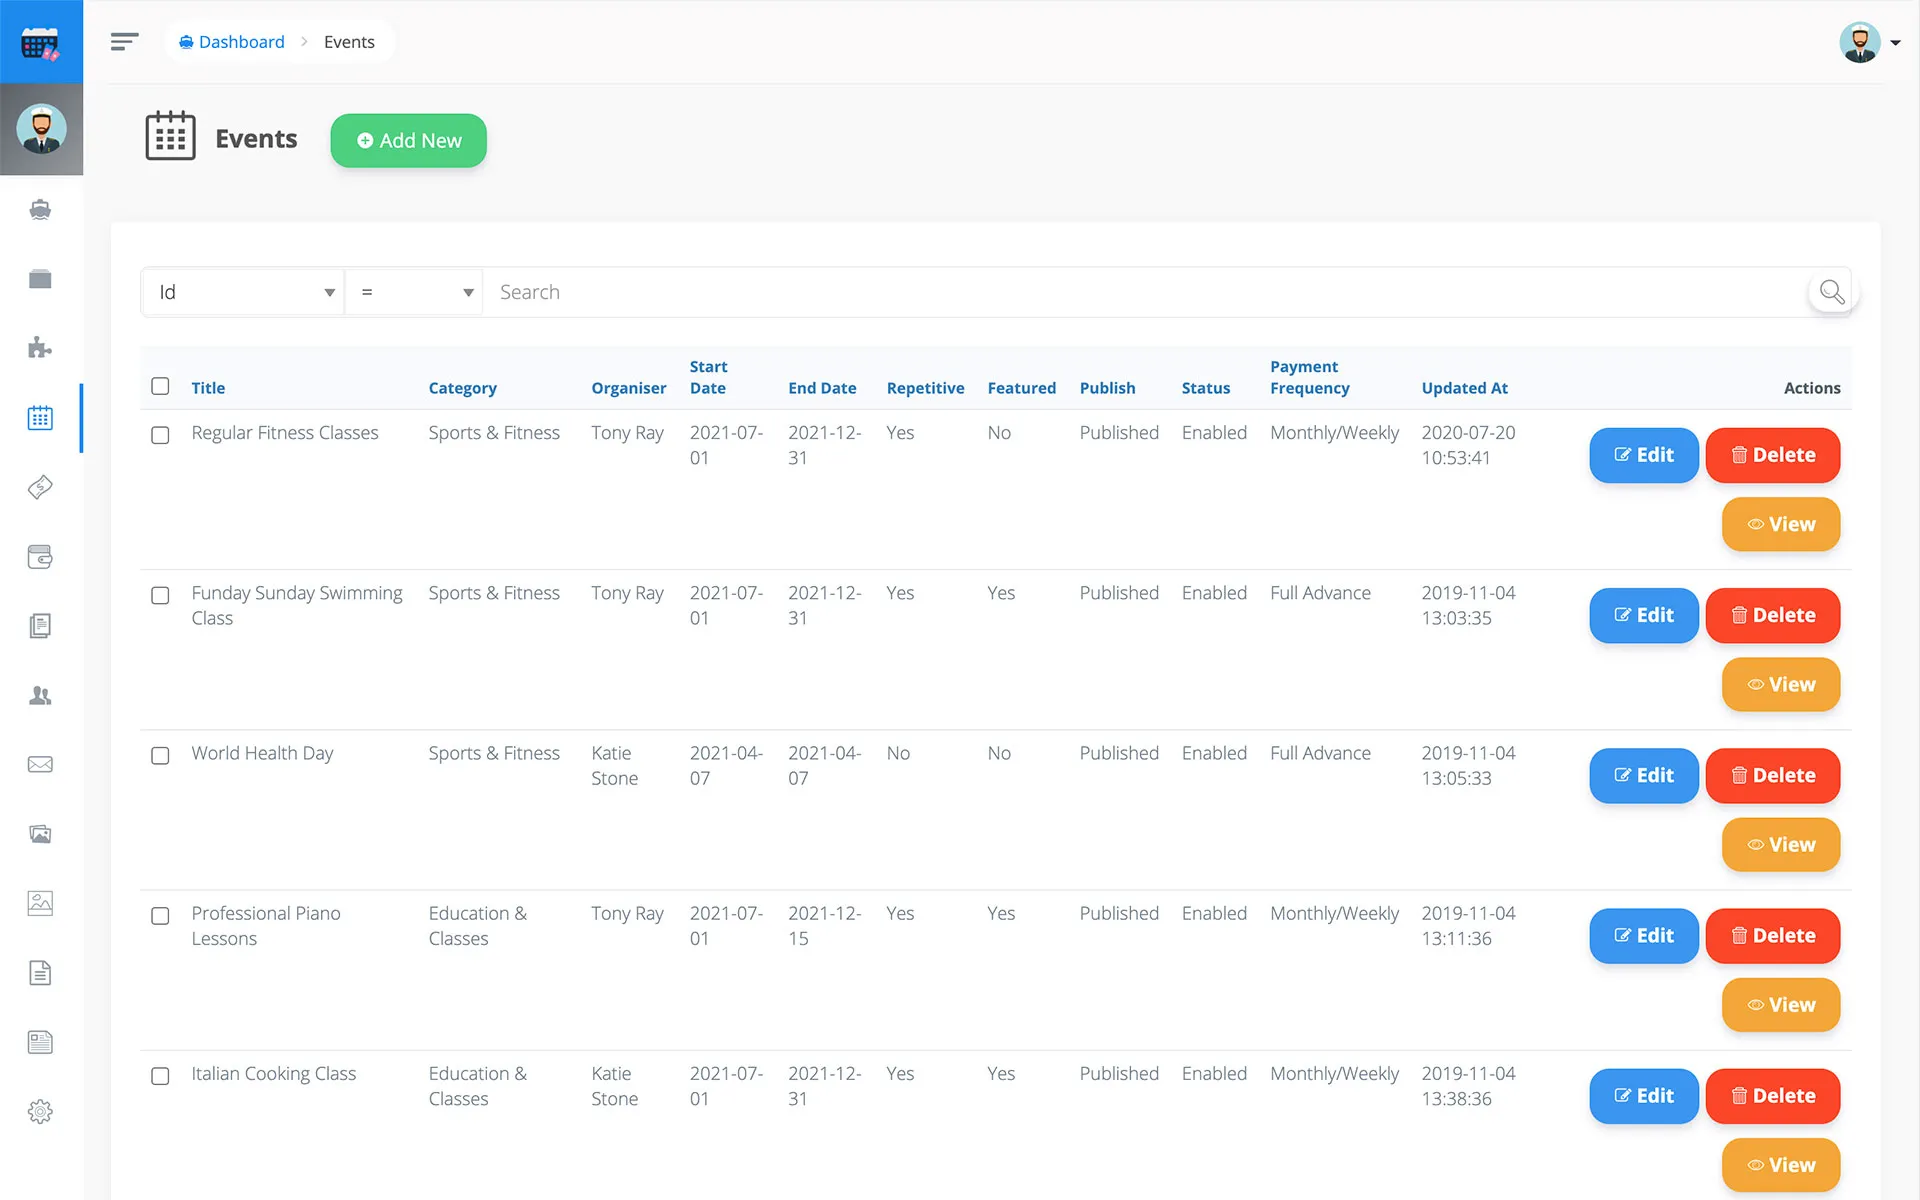 Dashboard > Events
Events
Add New
Id = Search
Title Category Organiser Start Date End Date Repetitive Featured Publish Status Payment Frequency Updated At Actions
Regular Fitness Classes Sports & Fitness Tony Ray 2021-07-01 2021-12-31 Yes No Published Enabled Monthly/Weekly 2020-07-20 10:53:41 Edit Delete
View
Funday Sunday Swimming Class Sports & Fitness Tony Ray 2021-07-01 2021-12-31 Yes Yes Published Enabled Full Advance 2019-11-04 13:03:35 Edit Delete
View
World Health Day Sports & Fitness Katie Stone 2021-04-07 2021-04-07 No No Published Enabled Full Advance 2019-11-04 13:05:33 Edit Delete
View
Professional Piano Lessons Education & Classes Tony Ray 2021-07-01 2021-12-15 Yes Yes Published Enabled Monthly/Weekly 2019-11-04 13:11:36 Edit Delete
View
Italian Cooking Class Education & Classes Katie Stone 2021-07-01 2021-12-31 Yes Yes Published Enabled Monthly/Weekly 2019-11-04 13:38:36 Edit Delete
View